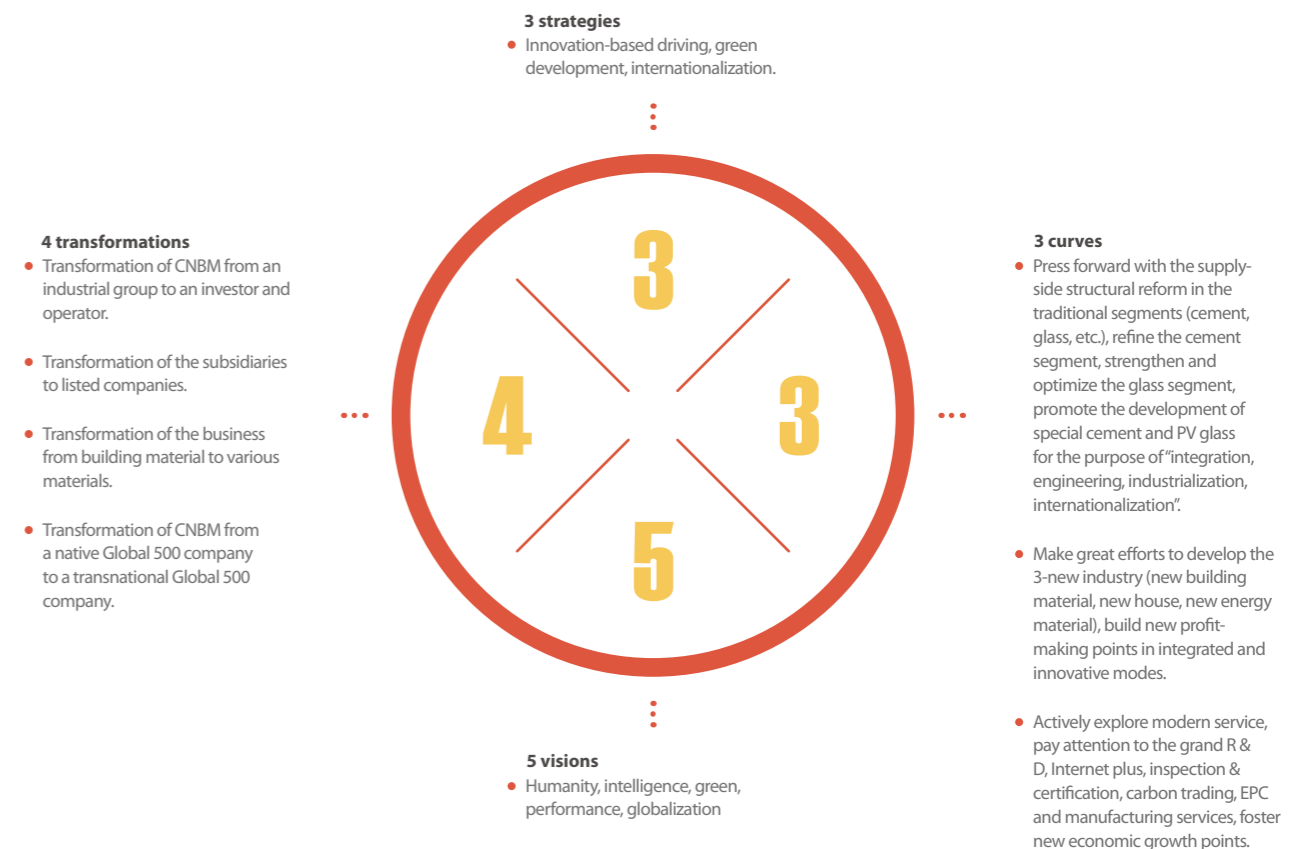 3 strategies
Innovation-based driving, green
development, internationalization.
4 transformations
Transformation of CNBM from an
industrial group to an investor and
operator.
Transformation of the subsidiaries
to listed companies.
Transformation of the business
from building material to various
materials.
Transformation of CNBM from
a native Global 500 company
to a transnational Global 500
company.
3
4
3
5
3 curves
Press forward with the supply-
side structural reform in the
traditional segments (cement,
glass, etc.), refine the cement
segment, strengthen and
optimize the glass segment,
promote the development of
special cement and PV glass
for the purpose of “integration,
engineering, industrialization,
internationalization”.
Make great efforts to develop the
3-new industry (new building
material, new house, new energy
material), build new profit-
making points in integrated and
innovative modes.
Actively explore modern service,
pay attention to the grand R &
D, Internet plus, inspection &
certification, carbon trading, EPC
and manufacturing services, foster
new economic growth points.
5 visions
Humanity, intelligence, green,
performance, globalization